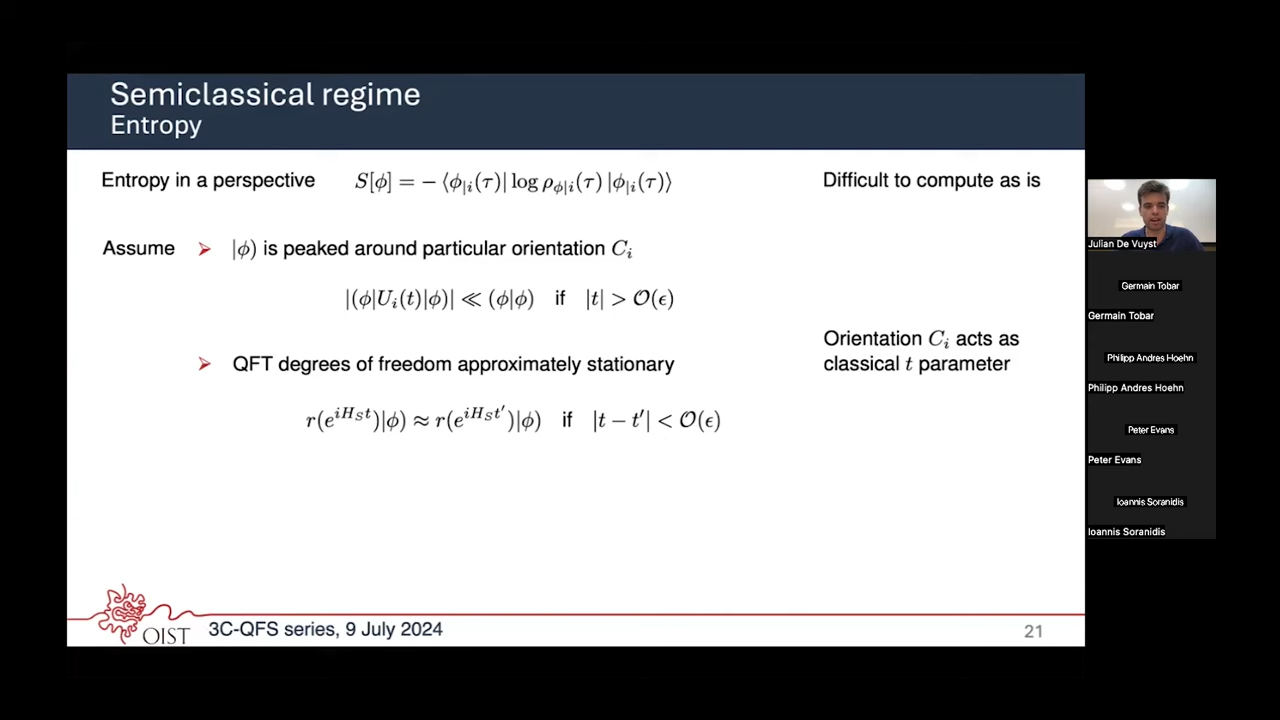 Semiclassical regime
Entropy
Entropy in a perspective S[ϕ] = − ⟨ϕ_{|i}(τ)| log ρ_{ϕ|i}(τ) |ϕ_{|i}(τ)⟩ Difficult to compute as is
Assume ➢ |ϕ) is peaked around particular orientation C_i
|(ϕ|U_i(t)|ϕ)| ≪ (ϕ|ϕ) if |t| > 𝒪(ϵ)
Orientation C_i acts as
classical t parameter
➢ QFT degrees of freedom approximately stationary
r(e^{iH_S t})|ϕ) ≈ r(e^{iH_S t′})|ϕ) if |t − t′| < 𝒪(ϵ)
OIST
3C-QFS series, 9 July 2024
21
Julian De Vuyst
Germain Tobar
Germain Tobar
Philipp Andres Hoehn
Philipp Andres Hoehn
Peter Evans
Peter Evans
Ioannis Soranidis
Ioannis Soranidis